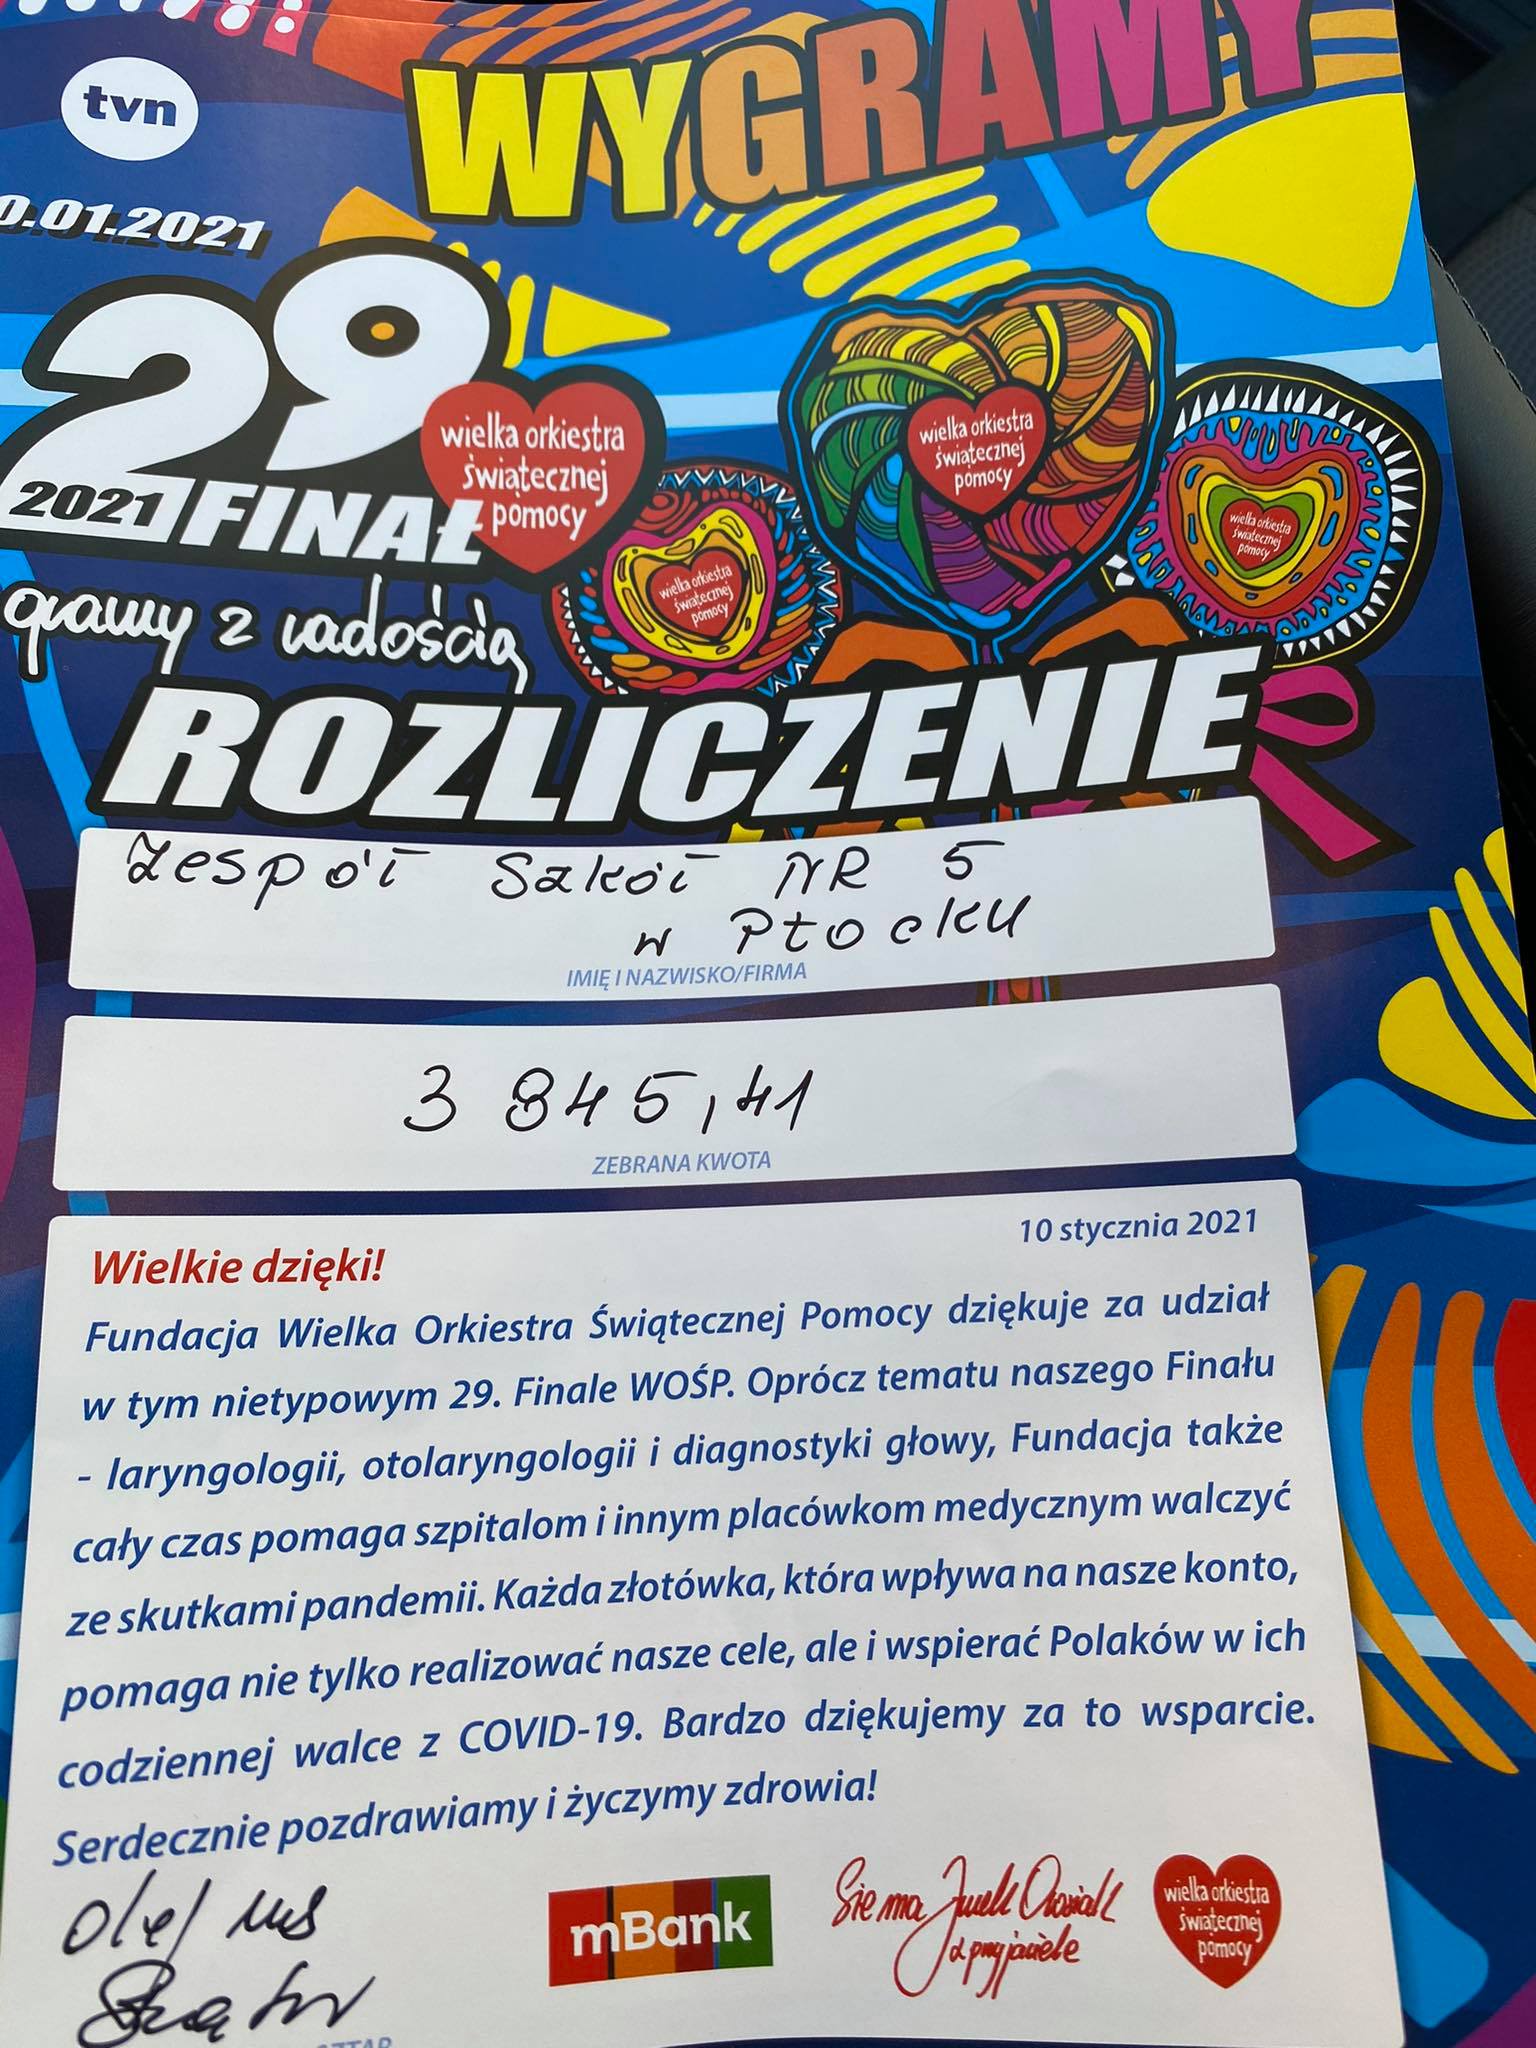 tvn
WYGRAMY
0.01.2021
29
2021 FINAŁ
wielka orkiestra
świątecznej
pomocy
wielka orkiestra
świątecznej
pomocy
wielka orkiestra
świątecznej
pomocy
wielka orkiestra
świątecznej
pomocy
gramy z radością
ROZLICZENIE
Zespół Szkół NR 5
w Płocku
IMIĘ I NAZWISKO/FIRMA
3 845,41
ZEBRANA KWOTA
10 stycznia 2021
Wielkie dzięki!
Fundacja Wielka Orkiestra Świątecznej Pomocy dziękuje za udział
w tym nietypowym 29. Finale WOŚP. Oprócz tematu naszego Finału
- laryngologii, otolaryngologii i diagnostyki głowy, Fundacja także
cały czas pomaga szpitalom i innym placówkom medycznym walczyć
ze skutkami pandemii. Każda złotówka, która wpływa na nasze konto,
pomaga nie tylko realizować nasze cele, ale i wspierać Polaków w ich
codziennej walce z COVID-19. Bardzo dziękujemy za to wsparcie.
Serdecznie pozdrawiamy i życzymy zdrowia!
mBank
Sie ma Jurek Owsiak
z przyjaciele
wielka orkiestra
świątecznej
pomocy